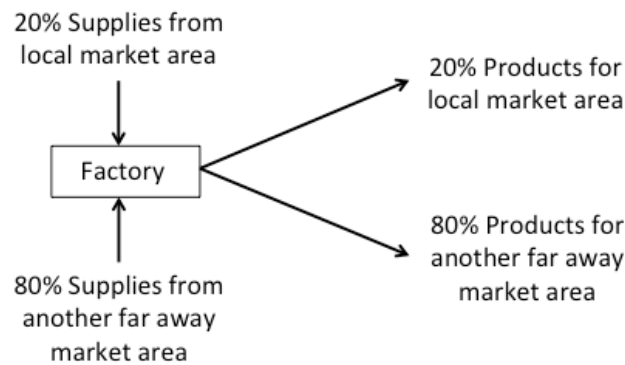 20% Supplies from
local market area
Factory
80% Supplies from
another far away
market area
20% Products for
local market area
80% Products for
another far away
market area